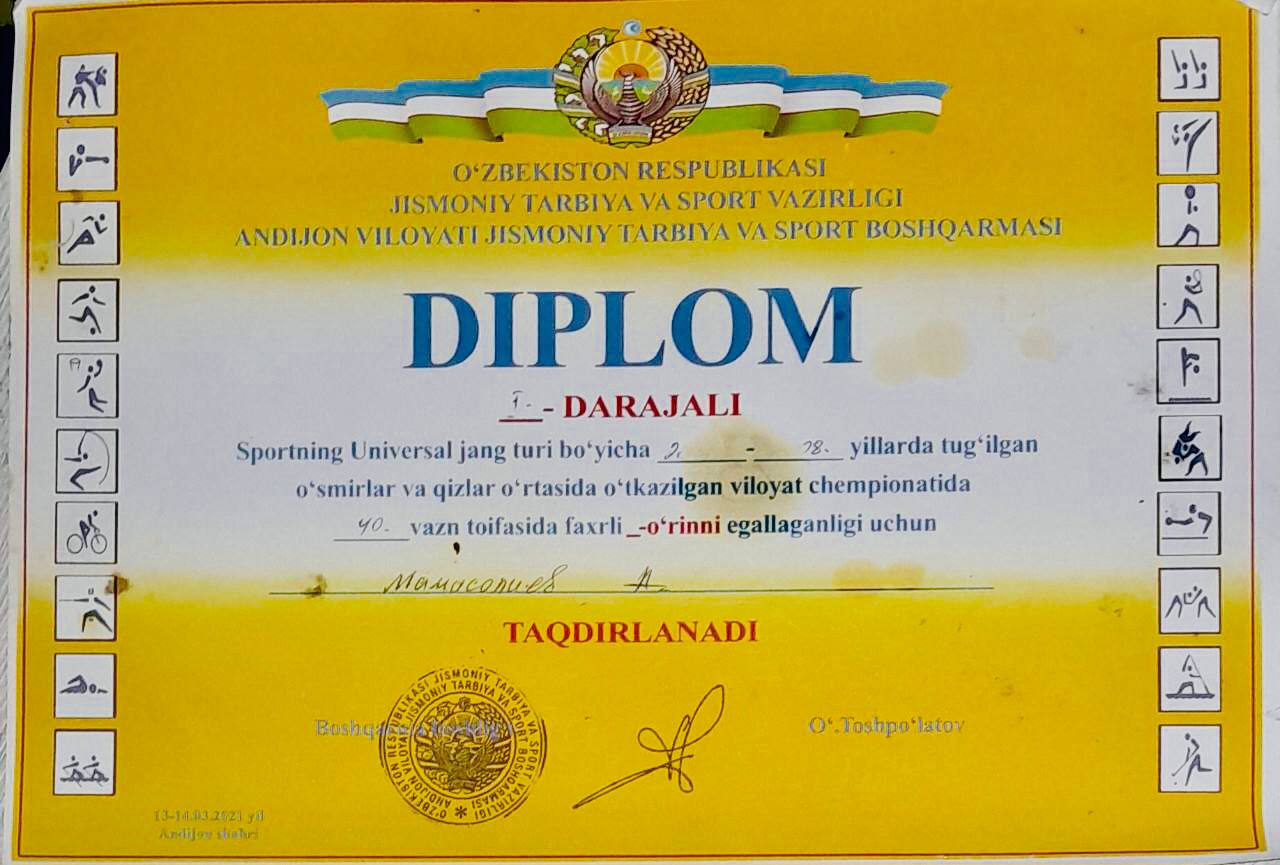 O‘ZBEKISTON RESPUBLIKASI
JISMONIY TARBIYA VA SPORT VAZIRLIGI
ANDIJON VILOYATI JISMONIY TARBIYA VA SPORT BOSHQARMASI
DIPLOM
I.- DARAJALI
Sportning Universal jang turi bo‘yicha - 18. yillarda tug‘ilgan
o‘smirlar va qizlar o‘rtasida o‘tkazilgan viloyat chempionatida
40. vazn toifasida faxrli _-o‘rinni egallaganligi uchun
Мамасолиев А.
TAQDIRLANADI
O‘ZBEKISTON RESPUBLIKASI JISMONIY TARBIYA VA SPORT VAZIRLIGI
ANDIJON VILOYATI JISMONIY TARBIYA VA SPORT BOSHQARMASI
Boshqarma boshlig‘i
O‘.Toshpo‘latov
13-14.03.2021 yil
Andijon shahri